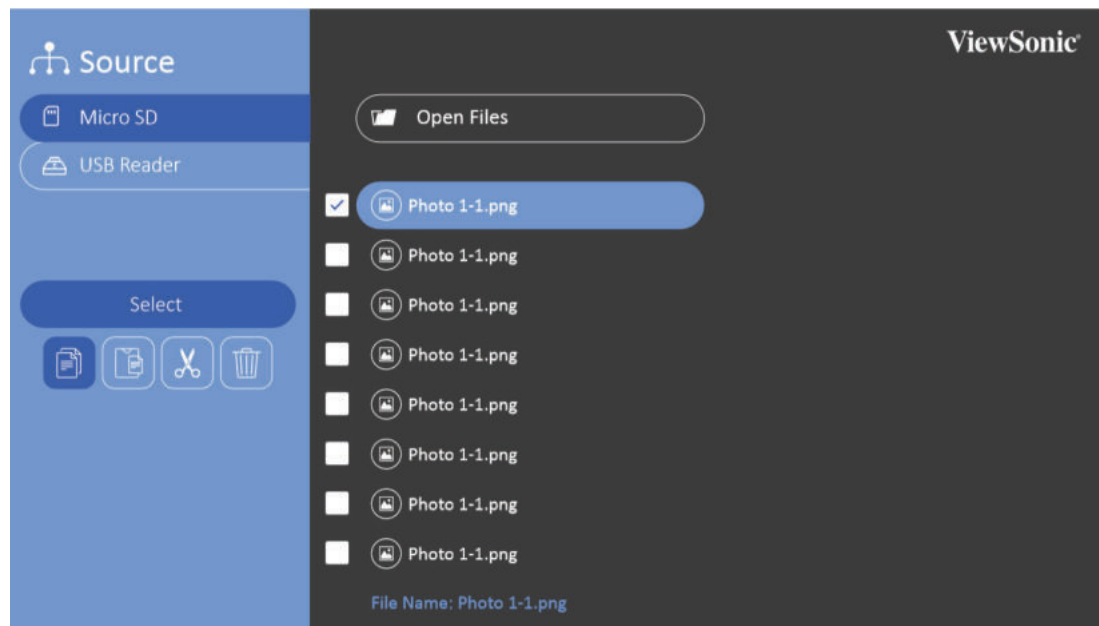 Source
Micro SD
USB Reader
Select
ViewSonic®
Open Files
Photo 1-1.png
Photo 1-1.png
Photo 1-1.png
Photo 1-1.png
Photo 1-1.png
Photo 1-1.png
Photo 1-1.png
Photo 1-1.png
File Name: Photo 1-1.png